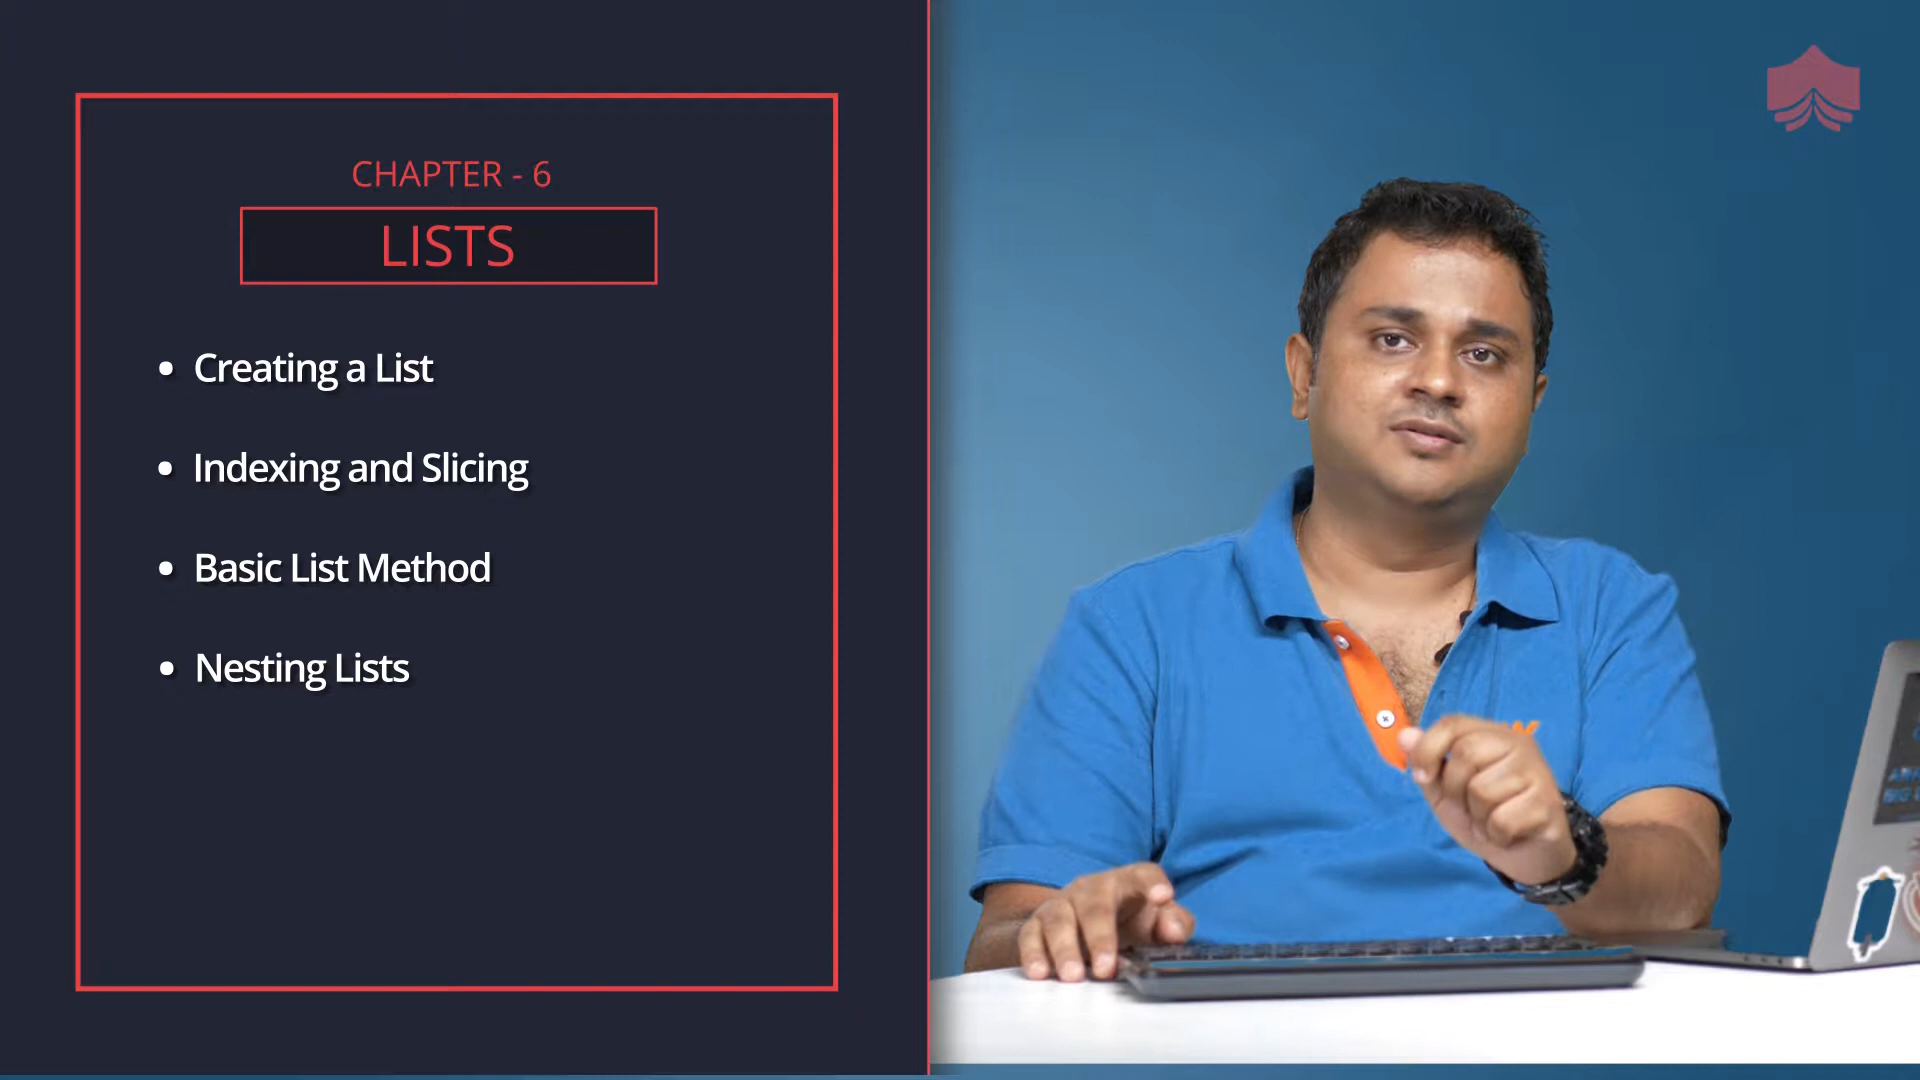 CHAPTER - 6
LISTS
• Creating a List
• Indexing and Slicing
• Basic List Method
• Nesting Lists